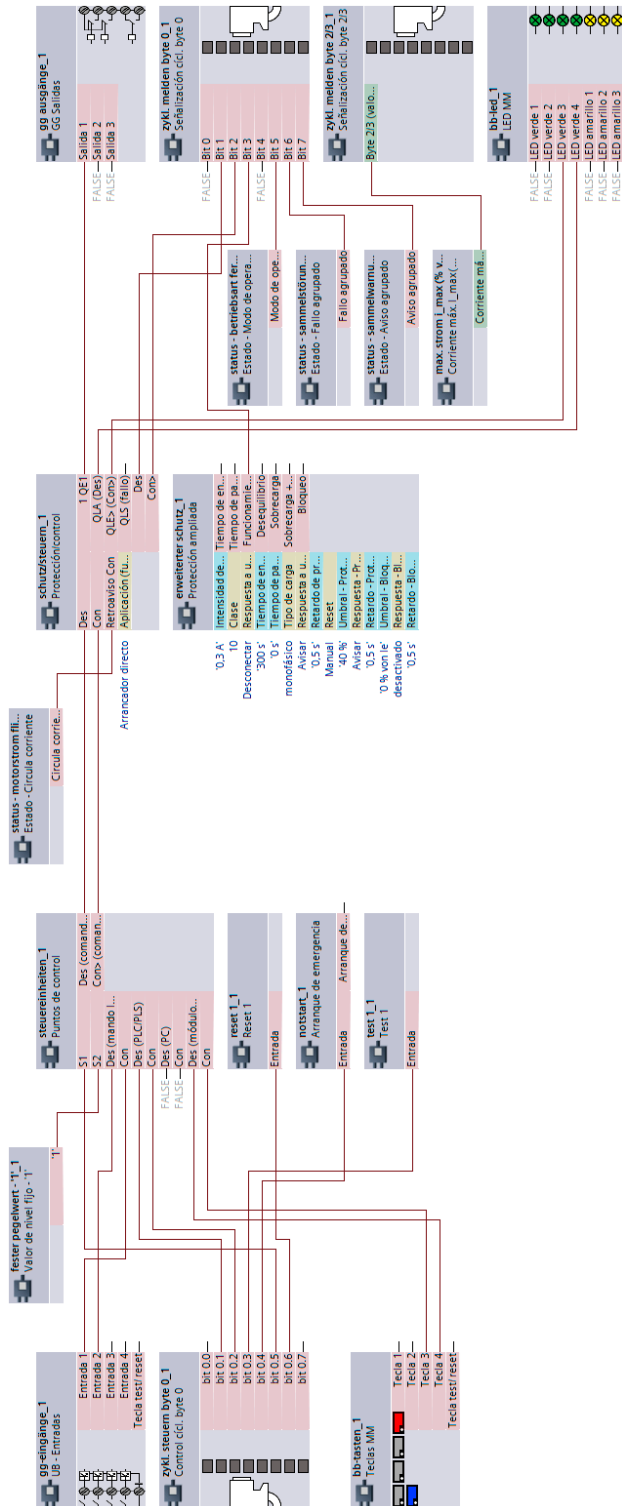 gg-eingänge_1
UB - Entradas
Entrada 1
Entrada 2
Entrada 3
Entrada 4
Tecla test/reset
zykl. steuern byte 0_1
Control cícl. byte 0
bit 0.0
bit 0.1
bit 0.2
bit 0.3
bit 0.4
bit 0.5
bit 0.6
bit 0.7
bb-tasten_1
Teclas MM
Tecla 1
Tecla 2
Tecla 3
Tecla 4
Tecla test/reset
fester pegelwert - '1'_1
Valor de nivel fijo - '1'
'1'
steuereinheiten_1
Puntos de control
S1
S2
Des (mando l...
Con
Des (PLC/PLS)
Con
FALSE
Des (PC)
FALSE
Con
Des (módulo...
Con
Des (comand...
Con> (coman...
reset 1_1
Reset 1
Entrada
notstart_1
Arranque de emergencia
Entrada
Arranque de...
test 1_1
Test 1
Entrada
status - motorstrom fli...
Estado - Circula corriente
Circula corrie...
schutz/steuern_1
Protección/control
Des
Con
Retroaviso Con
Arrancador directo
Aplicación (fu...
1 QE1
QLA (Des)
QLE> (Con>)
QLS (fallo)
Des
Con>
erweiterter schutz_1
Protección ampliada
'0,3 A'
Intensidad de...
10
Clase
Desconectar
Respuesta a u...
'300 s'
Tiempo de en...
'0 s'
Tiempo de pa...
monofásico
Tipo de carga
Avisar
Respuesta a u...
'0,5 s'
Retardo de pr...
Manual
Reset
'40 %'
Umbral - Prot...
Avisar
Respuesta - Pr...
'0,5 s'
Retardo - Prot...
'0 % von Ie'
Umbral - Bloq...
desactivado
Respuesta - Bl...
'0,5 s'
Retardo - Blo...
Tiempo de en...
Tiempo de pa...
Funcionamie...
Desequilibrio
Sobrecarga
Sobrecarga +...
Bloqueo
status - betriebsart fer...
Estado - Modo de opera...
Modo de ope...
status - sammelstörun...
Estado - Fallo agrupado
Fallo agrupado
status - sammelwarnu...
Estado - Aviso agrupado
Aviso agrupado
max. strom i_max (% v...
Corriente máx. I_max (...
Corriente má...
gg ausgänge_1
GG Salidas
Salida 1
FALSE
Salida 2
FALSE
Salida 3
zykl. melden byte 0_1
Señalización cícl. byte 0
FALSE
Bit 0
Bit 1
Bit 2
Bit 3
FALSE
Bit 4
Bit 5
Bit 6
Bit 7
zykl. melden byte 2/3_1
Señalización cícl. byte 2/3
Byte 2/3 (valo...
bb-led_1
LED MM
FALSE
LED verde 1
FALSE
LED verde 2
LED verde 3
LED verde 4
FALSE
LED amarillo 1
FALSE
LED amarillo 2
FALSE
LED amarillo 3